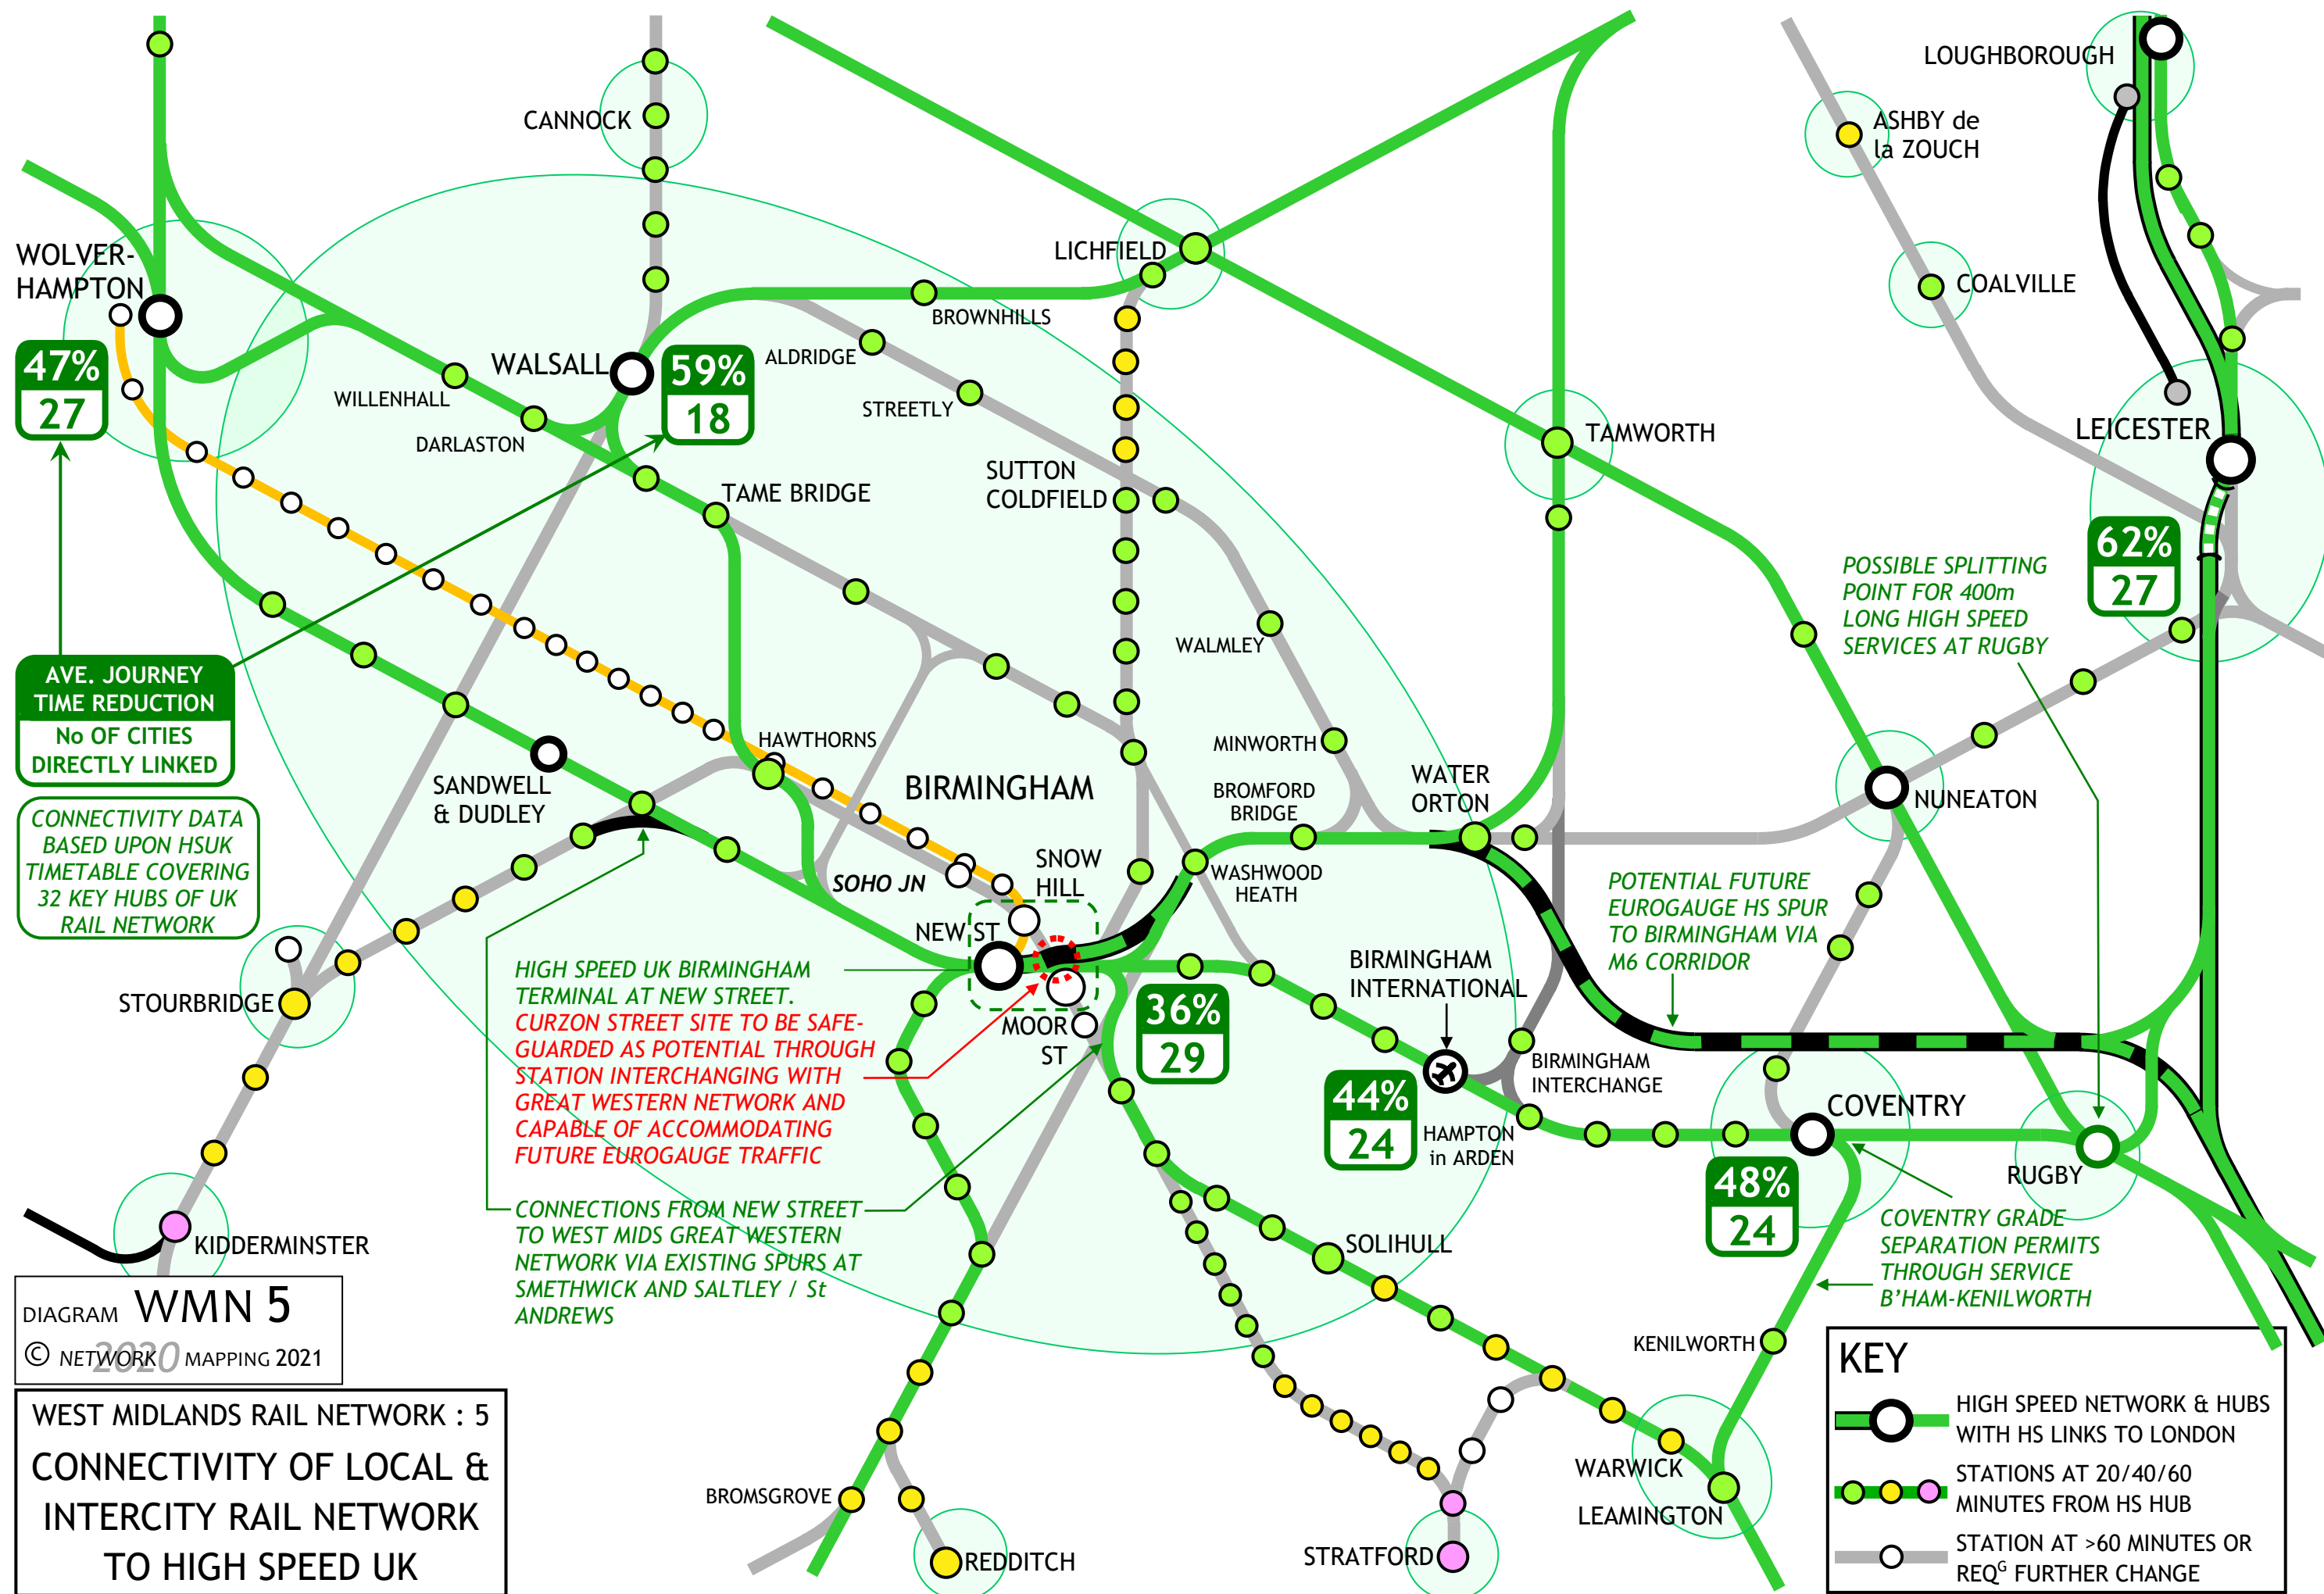 LOUGHBOROUGH
CANNOCK
ASHBY de
la ZOUCH
WOLVER-
HAMPTON
LICHFIELD
COALVILLE
BROWNHILLS
47%
27
WALSALL
59%
18
ALDRIDGE
WILLENHALL
STREETLY
DARLASTON
TAMWORTH
LEICESTER
SUTTON
COLDFIELD
TAME BRIDGE
62%
27
POSSIBLE SPLITTING
POINT FOR 400m
LONG HIGH SPEED
SERVICES AT RUGBY
WALMLEY
AVE. JOURNEY
TIME REDUCTION
No OF CITIES
DIRECTLY LINKED
HAWTHORNS
MINWORTH
SANDWELL
& DUDLEY
BIRMINGHAM
BROMFORD
BRIDGE
WATER
ORTON
NUNEATON
CONNECTIVITY DATA
BASED UPON HSUK
TIMETABLE COVERING
32 KEY HUBS OF UK
RAIL NETWORK
SOHO JN
SNOW
HILL
WASHWOOD
HEATH
POTENTIAL FUTURE
EUROGAUGE HS SPUR
TO BIRMINGHAM VIA
M6 CORRIDOR
NEW ST
HIGH SPEED UK BIRMINGHAM
TERMINAL AT NEW STREET.
CURZON STREET SITE TO BE SAFE-
GUARDED AS POTENTIAL THROUGH
STATION INTERCHANGING WITH
GREAT WESTERN NETWORK AND
CAPABLE OF ACCOMMODATING
FUTURE EUROGAUGE TRAFFIC
BIRMINGHAM
INTERNATIONAL
STOURBRIDGE
MOOR
ST
36%
29
BIRMINGHAM
INTERCHANGE
44%
24
HAMPTON
in ARDEN
COVENTRY
RUGBY
48%
24
CONNECTIONS FROM NEW STREET
TO WEST MIDS GREAT WESTERN
NETWORK VIA EXISTING SPURS AT
SMETHWICK AND SALTLEY / St
ANDREWS
COVENTRY GRADE
SEPARATION PERMITS
THROUGH SERVICE
B'HAM-KENILWORTH
KIDDERMINSTER
SOLIHULL
DIAGRAM WMN 5
© NETWORK 2020 MAPPING 2021
KENILWORTH
WEST MIDLANDS RAIL NETWORK : 5
CONNECTIVITY OF LOCAL &
INTERCITY RAIL NETWORK
TO HIGH SPEED UK
BROMSGROVE
REDDITCH
STRATFORD
WARWICK
LEAMINGTON
KEY
HIGH SPEED NETWORK & HUBS
WITH HS LINKS TO LONDON
STATIONS AT 20/40/60
MINUTES FROM HS HUB
STATION AT >60 MINUTES OR
REQᴳ FURTHER CHANGE